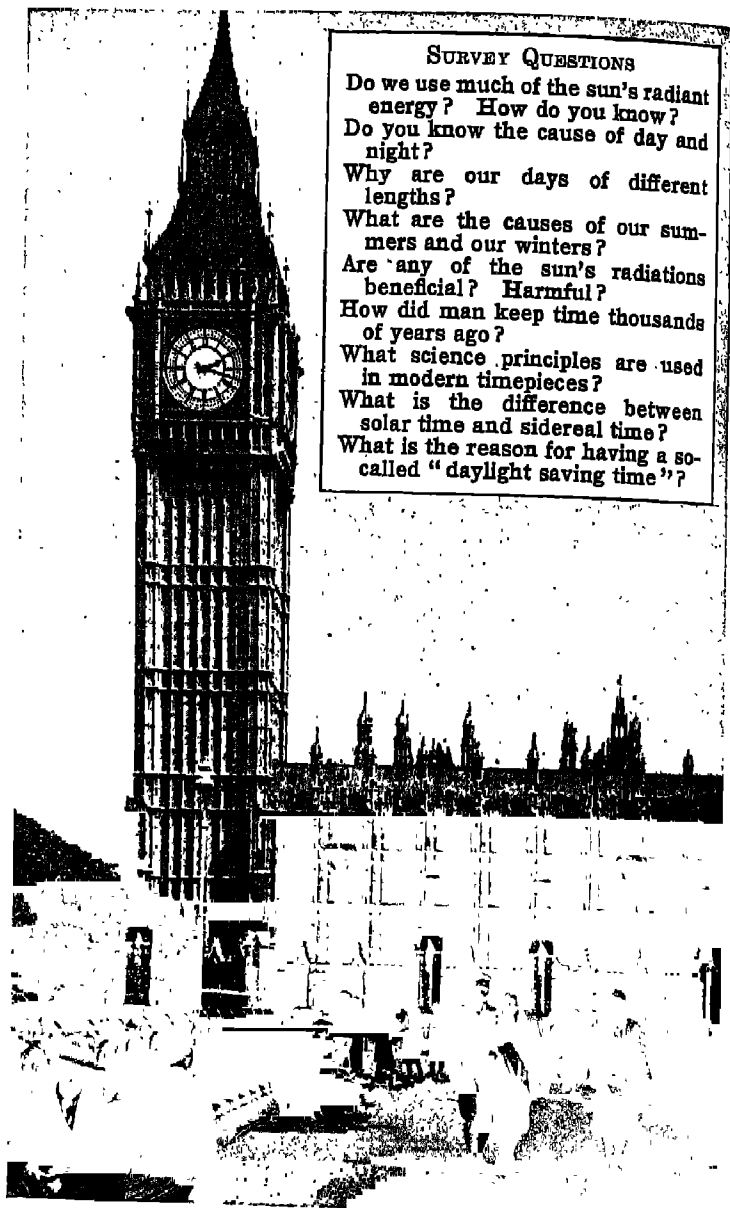 SURVEY QUESTIONS
Do we use much of the sun's radiant
energy? How do you know?
Do you know the cause of day and
night?
Why are our days of different
lengths?
What are the causes of our sum-
mers and our winters?
Are any of the sun's radiations
beneficial? Harmful?
How did man keep time thousands
of years ago?
What science principles are used
in modern timepieces?
What is the difference between
solar time and sidereal time?
What is the reason for having a so-
called "daylight saving time"?